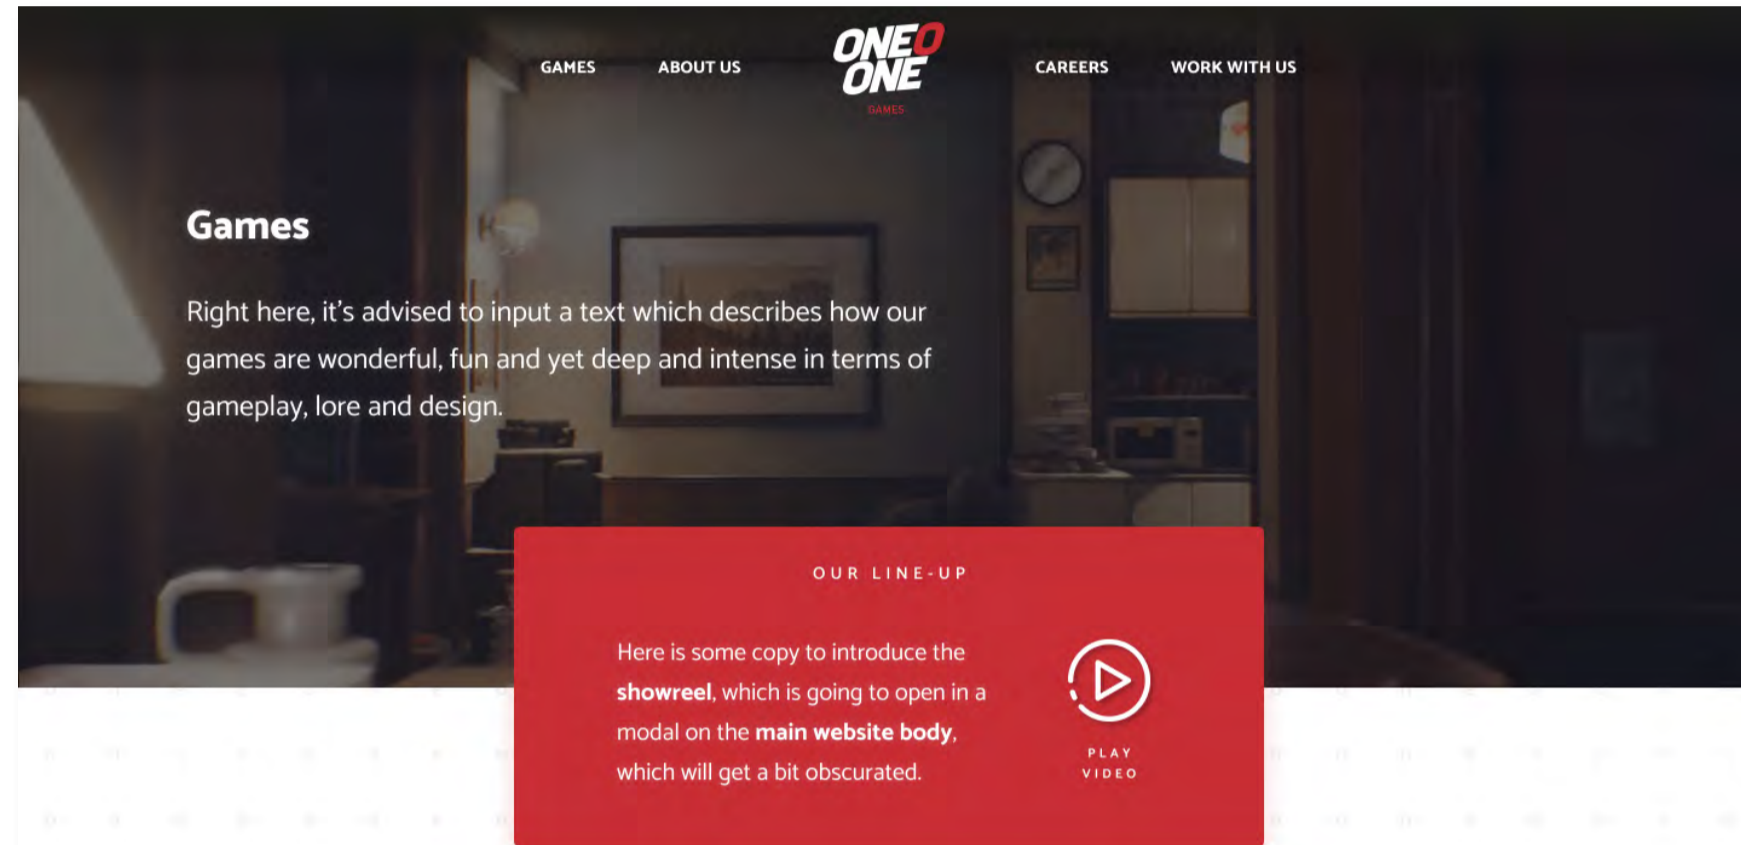 GAMES
ABOUT US
ONEO
ONE
GAMES
CAREERS
WORK WITH US
Games
Right here, it’s advised to input a text which describes how our
games are wonderful, fun and yet deep and intense in terms of
gameplay, lore and design.
OUR LINE-UP
Here is some copy to introduce the
showreel, which is going to open in a
modal on the main website body,
which will get a bit obscurated.
PLAY
VIDEO